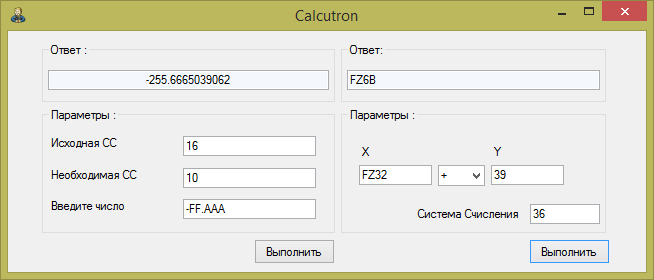 Calcutron
Ответ :
-255.6665039062
Ответ:
FZ6B
Параметры :
Исходная СС
16
Необходимая СС
10
Введите число
-FF.AAA
Выполнить
Параметры :
X Y
FZ32 + 39
Система Счисления 36
Выполнить